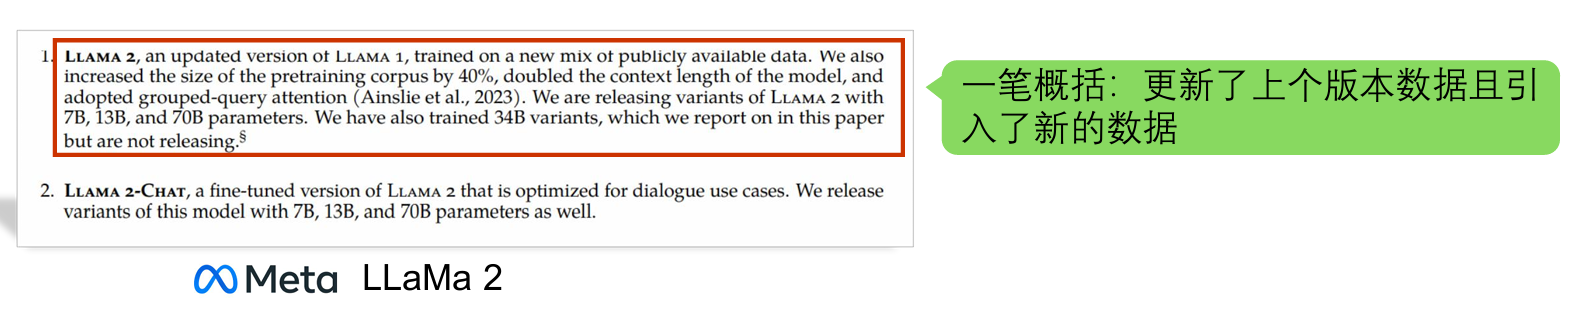 1. LLAMA 2, an updated version of LLAMA 1, trained on a new mix of publicly available data. We also
increased the size of the pretraining corpus by 40%, doubled the context length of the model, and
adopted grouped-query attention (Ainslie et al., 2023). We are releasing variants of LLAMA 2 with
7B, 13B, and 70B parameters. We have also trained 34B variants, which we report on in this paper
but are not releasing.§
2. LLAMA 2-CHAT, a fine-tuned version of LLAMA 2 that is optimized for dialogue use cases. We release
variants of this model with 7B, 13B, and 70B parameters as well.
一笔概括：更新了上个版本数据且引
入了新的数据
Meta LLaMa 2